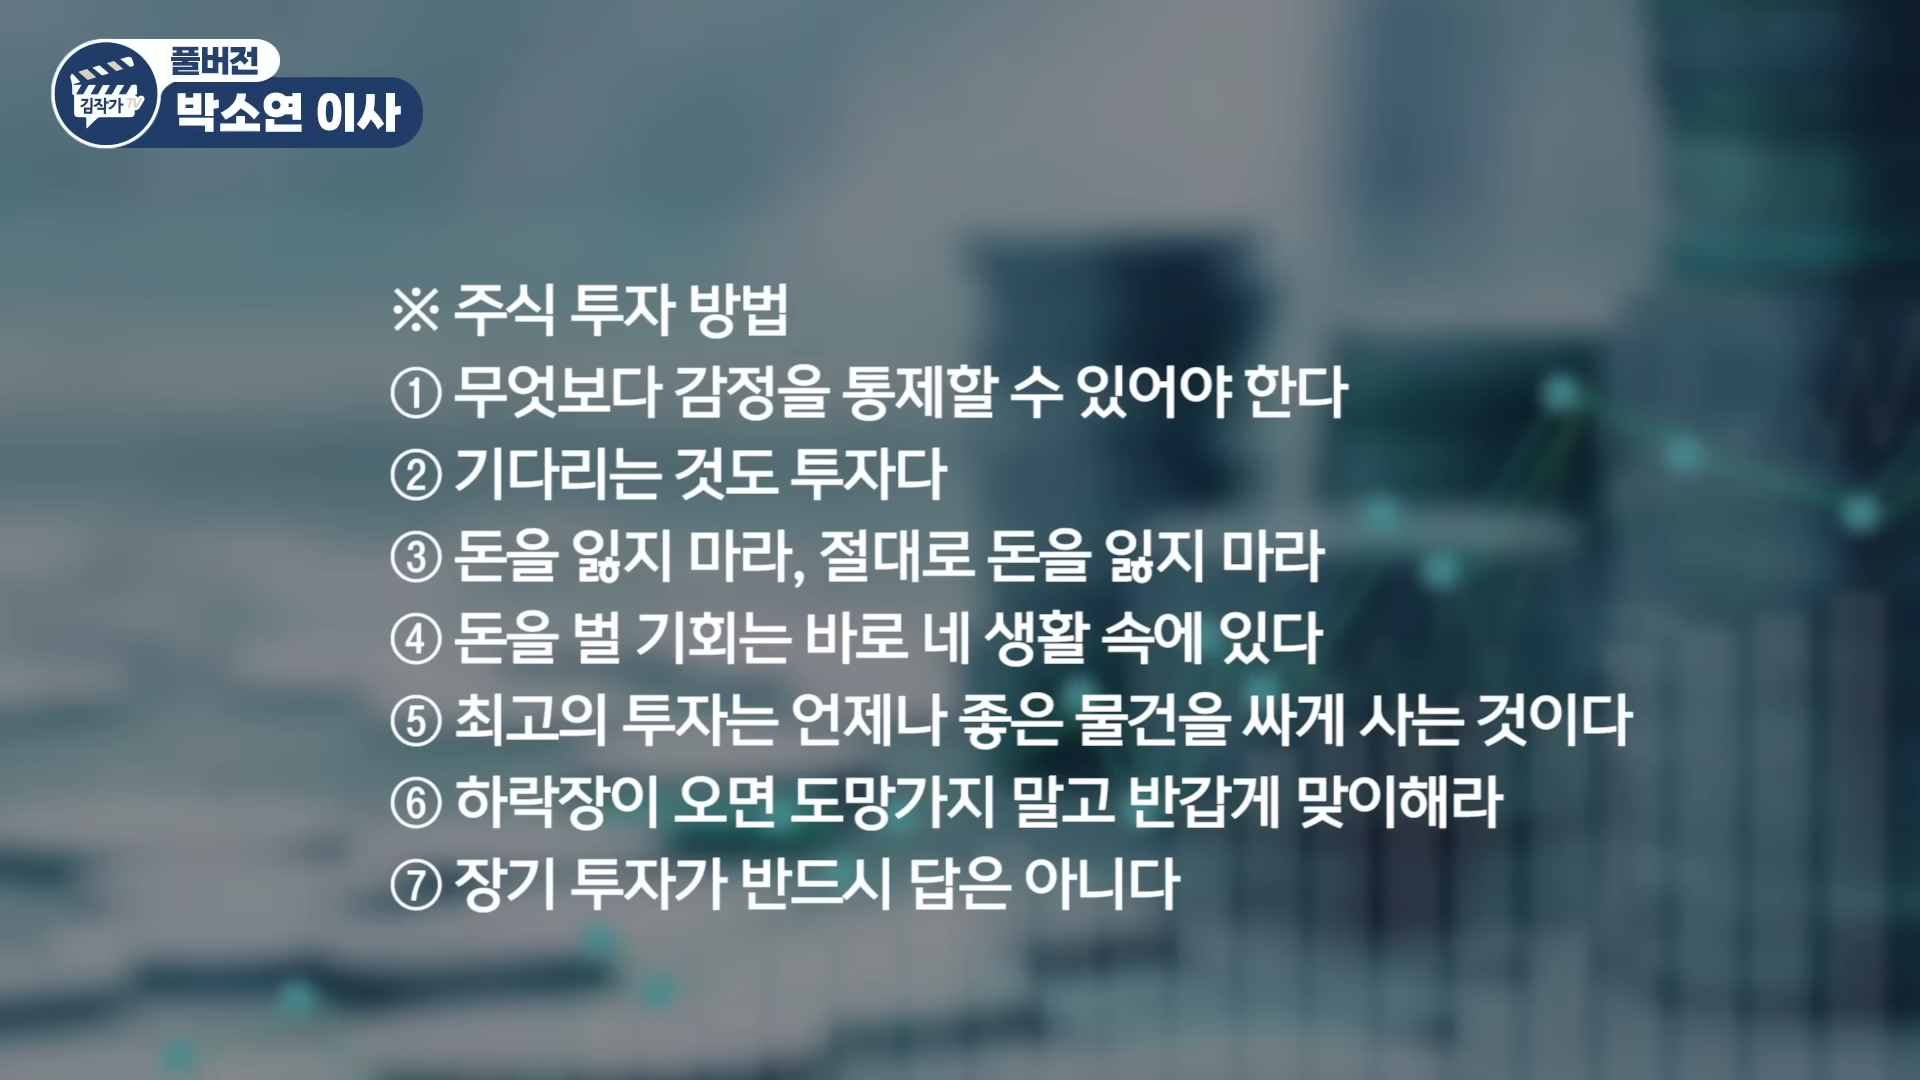 풀버전
김작가 TV
박소연 이사
※ 주식 투자 방법
① 무엇보다 감정을 통제할 수 있어야 한다
② 기다리는 것도 투자다
③ 돈을 잃지 마라, 절대로 돈을 잃지 마라
④ 돈을 벌 기회는 바로 네 생활 속에 있다
⑤ 최고의 투자는 언제나 좋은 물건을 싸게 사는 것이다
⑥ 하락장이 오면 도망가지 말고 반갑게 맞이해라
⑦ 장기 투자가 반드시 답은 아니다